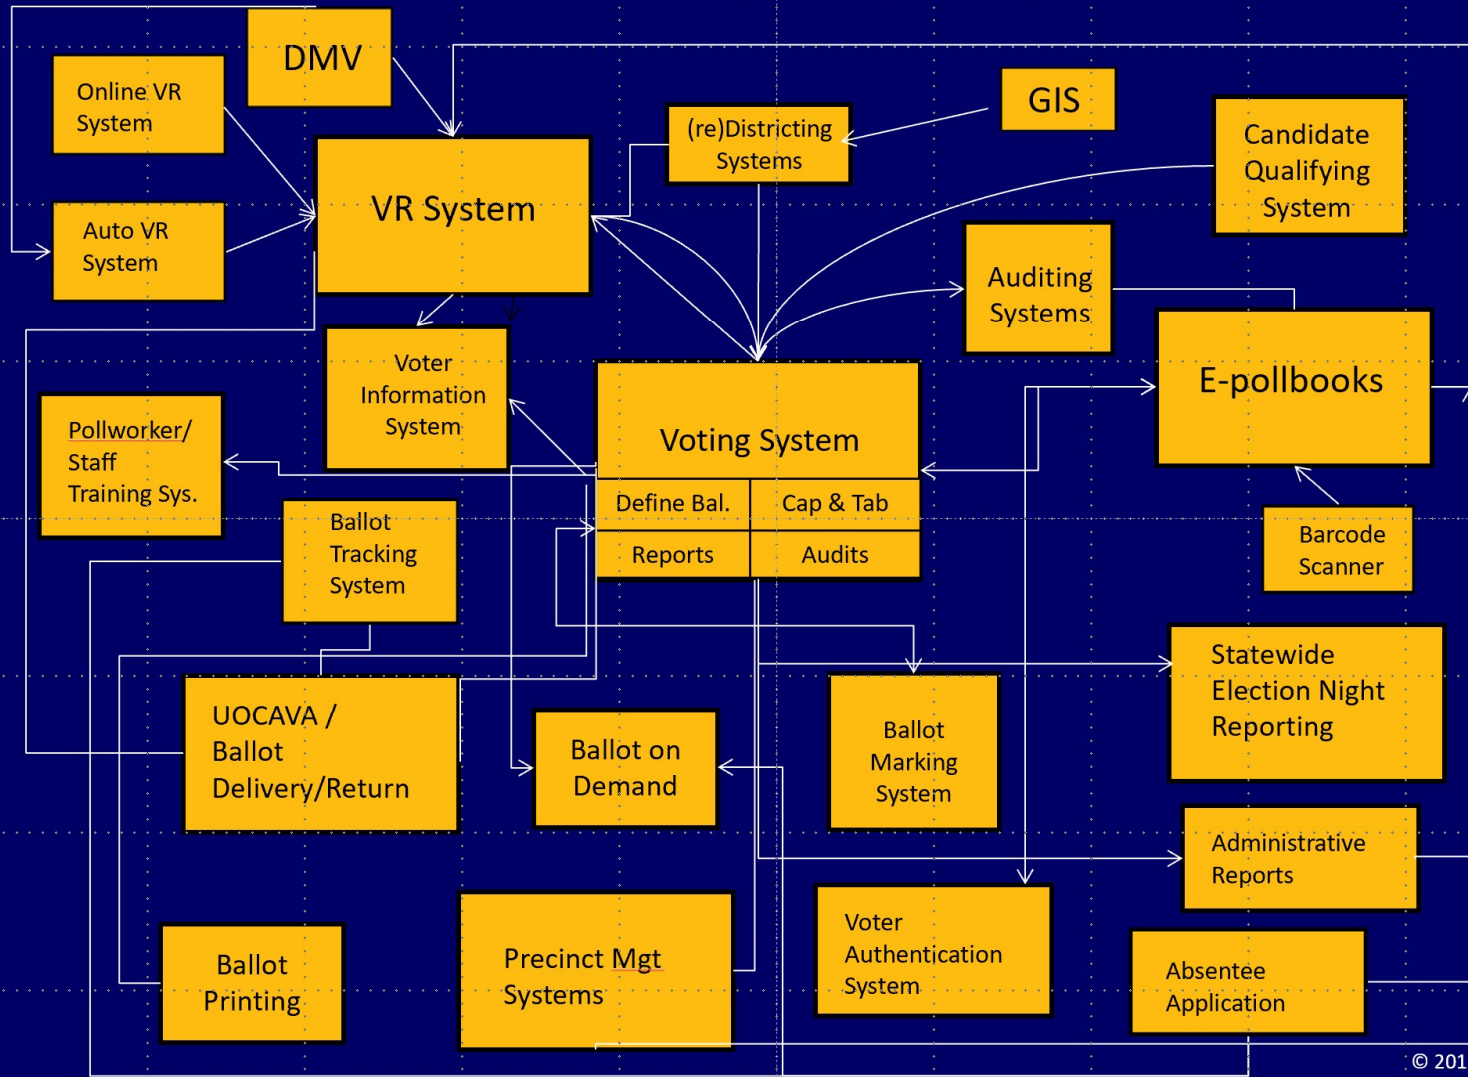 DMV
Online VR
System
GIS
(re)Districting
Systems
Candidate
Qualifying
System
VR System
Auto VR
System
Auditing
Systems
Voter
Information
System
E-pollbooks
Pollworker/
Staff
Training Sys.
Voting System
Define Bal.
Cap & Tab
Reports
Audits
Ballot
Tracking
System
Barcode
Scanner
Statewide
Election Night
Reporting
UOCAVA /
Ballot
Delivery/Return
Ballot on
Demand
Ballot
Marking
System
Administrative
Reports
Voter
Authentication
System
Ballot
Printing
Precinct Mgt
Systems
Absentee
Application
© 201